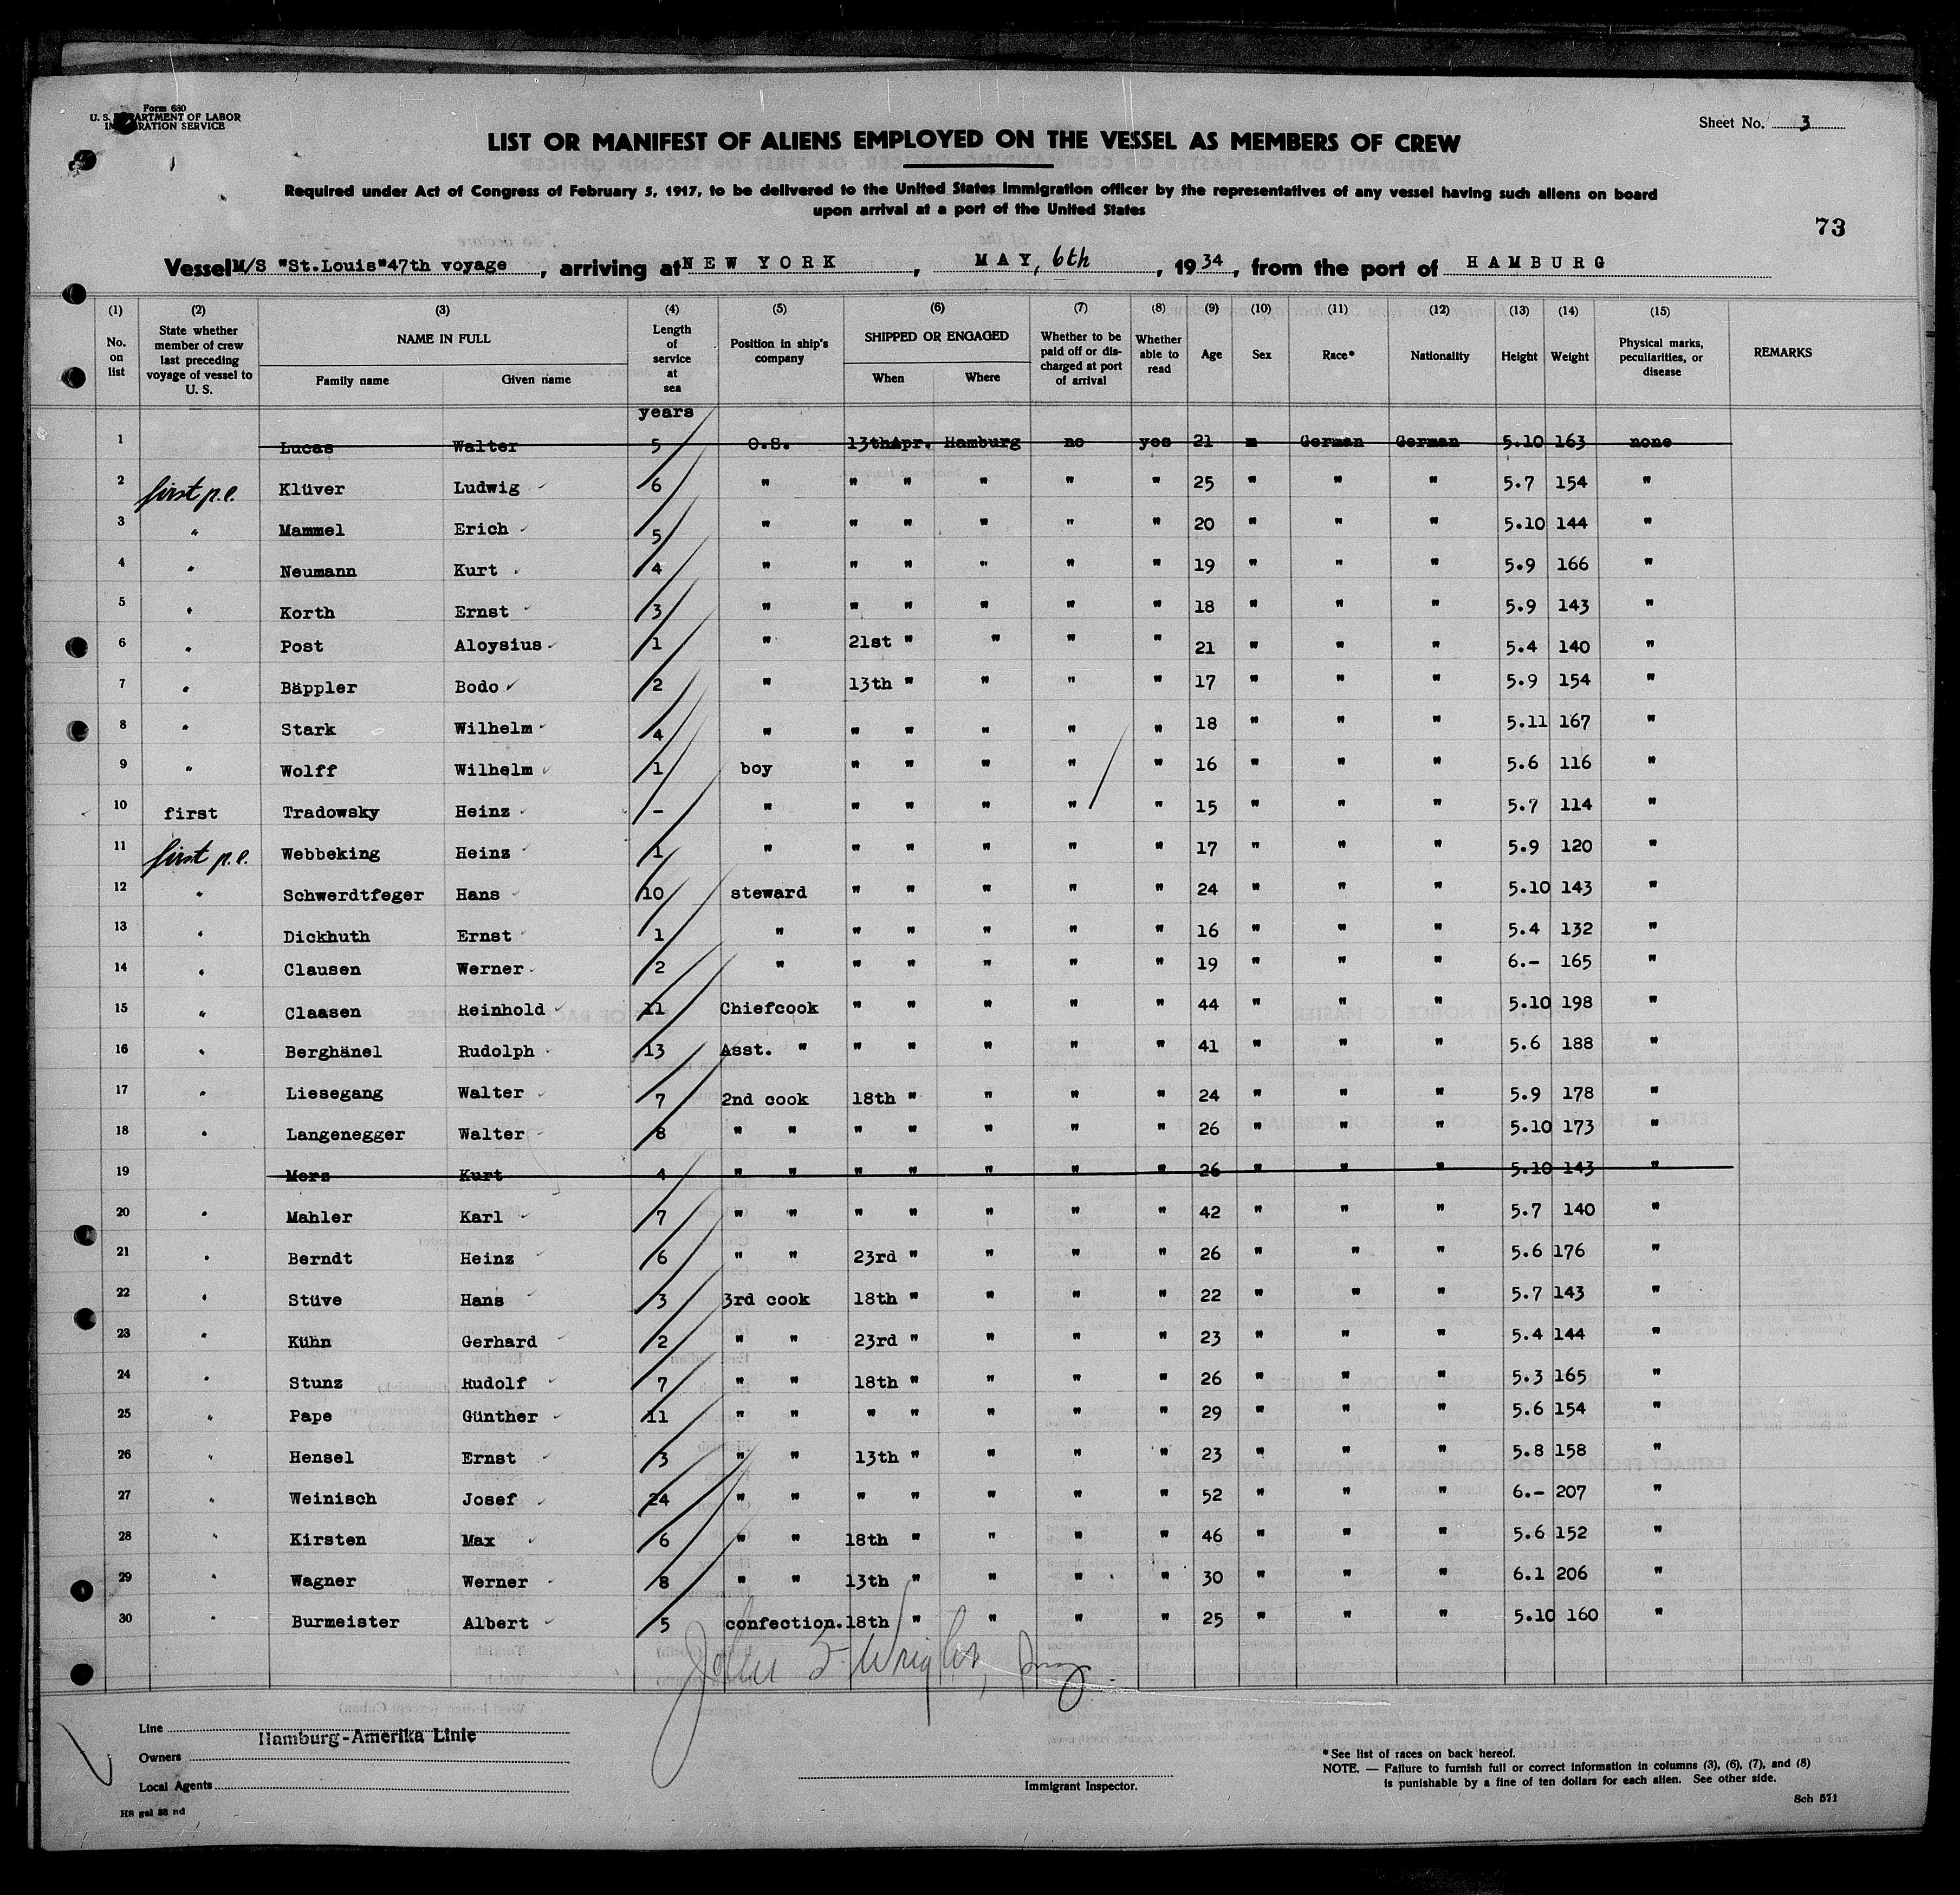 Form 680
U. S. DEPARTMENT OF LABOR
IMMIGRATION SERVICE
Sheet No. 3
LIST OR MANIFEST OF ALIENS EMPLOYED ON THE VESSEL AS MEMBERS OF CREW
Required under Act of Congress of February 5, 1917, to be delivered to the United States immigration officer by the representatives of any vessel having such aliens on board
upon arrival at a port of the United States
73
Vessel M/S "St.Louis" 47th voyage, arriving at NEW YORK, MAY, 6th, 1934, from the port of HAMBURG
(1) (2) (3) (4) (5) (6) (7) (8) (9) (10) (11) (12) (13) (14) (15)
No. on list State whether member of crew last preceding voyage of vessel to U. S. NAME IN FULL Family name Given name Length of service at sea Position in ship's company SHIPPED OR ENGAGED When Where Whether to be paid off or discharged at port of arrival Whether able to read Age Sex Race* Nationality Height Weight Physical marks, peculiarities, or disease REMARKS
years
1 Lucas Walter 5 O.S. 13th Apr. Hamburg no yes 21 m German German 5.10 163 none
2 first p.e. Klüver Ludwig 6 " " " " " " 25 " " " 5.7 154 "
3 " Mammel Erich 5 " " " " " " 20 " " " 5.10 144 "
4 " Neumann Kurt 4 " " " " " " 19 " " " 5.9 166 "
5 " Korth Ernst 3 " " " " " " 18 " " " 5.9 143 "
6 " Post Aloysius 1 " 21st " " " " 21 " " " 5.4 140 "
7 " Bäppler Bodo 2 " 13th " " " " 17 " " " 5.9 154 "
8 " Stark Wilhelm 4 " " " " " " 18 " " " 5.11 167 "
9 " Wolff Wilhelm 1 boy " " " " " 16 " " " 5.6 116 "
10 first Tradowsky Heinz - " " " " " " 15 " " " 5.7 114 "
11 first p.e. Webbeking Heinz 1 " " " " " " 17 " " " 5.9 120 "
12 " Schwerdtfeger Hans 10 steward " " " " " 24 " " " 5.10 143 "
13 " Dickhuth Ernst 1 " " " " " " 16 " " " 5.4 132 "
14 " Clausen Werner 2 " " " " " " 19 " " " 6.- 165 "
15 " Claasen Reinhold 11 Chiefcook " " " " " 44 " " " 5.10 198 "
16 " Berghänel Rudolph 13 Asst. " " " " " " 41 " " " 5.6 188 "
17 " Liesegang Walter 7 2nd cook 18th " " " " 24 " " " 5.9 178 "
18 " Langenegger Walter 8 " " " " " " " 26 " " " 5.10 173 "
19 Merz Kurt 4 " " " " " " " 26 " " " 5.10 143 "
20 " Mahler Karl 7 " " " " " " " 42 " " " 5.7 140 "
21 " Berndt Heinz 6 " " 23rd " " " " 26 " " " 5.6 176 "
22 " Stüve Hans 3 3rd cook 18th " " " " 22 " " " 5.7 143 "
23 " Kühn Gerhard 2 " " 23rd " " " " 23 " " " 5.4 144 "
24 " Stunz Rudolf 7 " " 18th " " " " 26 " " " 5.3 165 "
25 " Pape Günther 11 " " " " " " " 29 " " " 5.6 154 "
26 " Hensel Ernst 3 " " 13th " " " " 23 " " " 5.8 158 "
27 " Weinisch Josef 24 " " " " " " " 52 " " " 6.- 207 "
28 " Kirsten Max 6 " " 18th " " " " 46 " " " 5.6 152 "
29 " Wagner Werner 8 " " 13th " " " " 30 " " " 6.1 206 "
30 " Burmeister Albert 5 confection. 18th " " " " 25 " " " 5.10 160 "
Line Hamburg-Amerika Linie
Owners
Local Agents
Immigrant Inspector.
* See list of races on back hereof.
NOTE. — Failure to furnish full or correct information in columns (3), (6), (7), and (8)
is punishable by a fine of ten dollars for each alien. See other side.
Sch 571